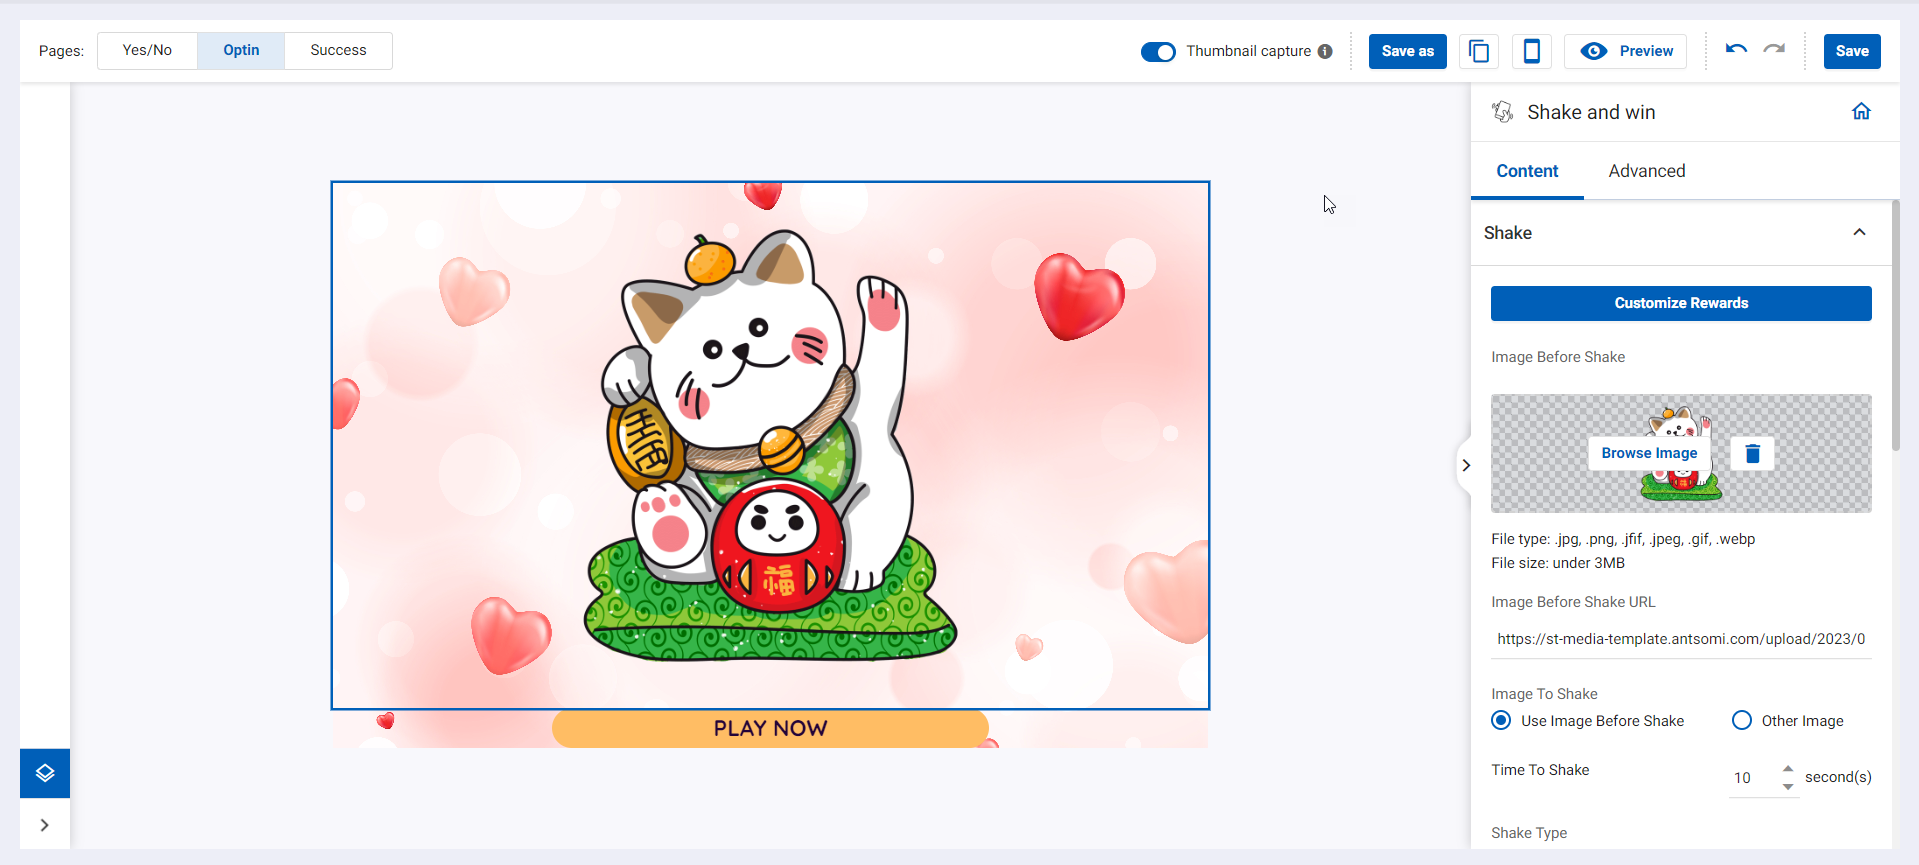 Pages:
Yes/No
Optin
Success
Thumbnail capture
Save as
Preview
Save
Shake and win
Content
Advanced
Shake
Customize Rewards
Image Before Shake
Browse Image
File type: .jpg, .png, .jfif, .jpeg, .gif, .webp
File size: under 3MB
Image Before Shake URL
https://st-media-template.antsomi.com/upload/2023/0
Image To Shake
Use Image Before Shake
Other Image
Time To Shake
10
second(s)
Shake Type
福
PLAY NOW